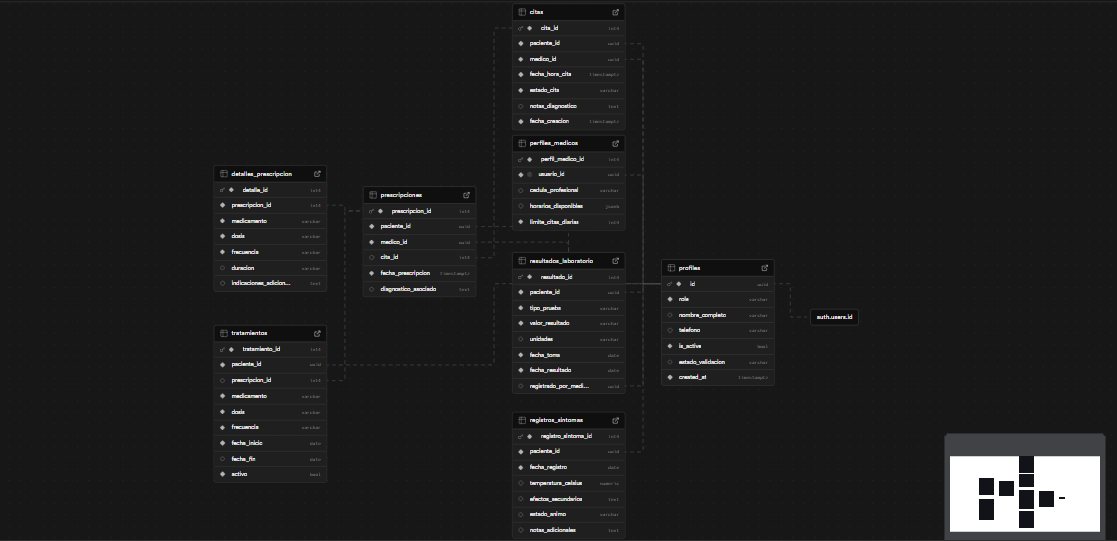 citas
cita_id int8
paciente_id uuid
medico_id uuid
fecha_hora_cita timestamptz
estado_cita varchar
notas_diagnostico text
fecha_creacion timestamptz
perfiles_medicos
perfil_medico_id int8
usuario_id uuid
cedula_profesional varchar
horarios_disponibles jsonb
limite_citas_diarias int4
detalles_prescripcion
detalle_id int8
prescripcion_id int8
medicamento varchar
dosis varchar
frecuencia varchar
duracion varchar
indicaciones_adicion... text
prescripciones
prescripcion_id int8
paciente_id uuid
medico_id uuid
cita_id int8
fecha_prescripcion timestamptz
diagnostico_asociado text
resultados_laboratorio
resultado_id int8
paciente_id uuid
tipo_prueba varchar
valor_resultado varchar
unidades varchar
fecha_toma date
fecha_resultado date
registrado_por_medi... uuid
profiles
id uuid
role varchar
nombre_completo varchar
telefono varchar
is_active bool
estado_validacion varchar
created_at timestamptz
auth.users.id
tratamientos
tratamiento_id int8
paciente_id uuid
prescripcion_id int8
medicamento varchar
dosis varchar
frecuencia varchar
fecha_inicio date
fecha_fin date
activo bool
registros_sintomas
registro_sintoma_id int8
paciente_id uuid
fecha_registro date
temperatura_celsius numeric
efectos_secundarios text
estado_animo varchar
notas_adicionales text